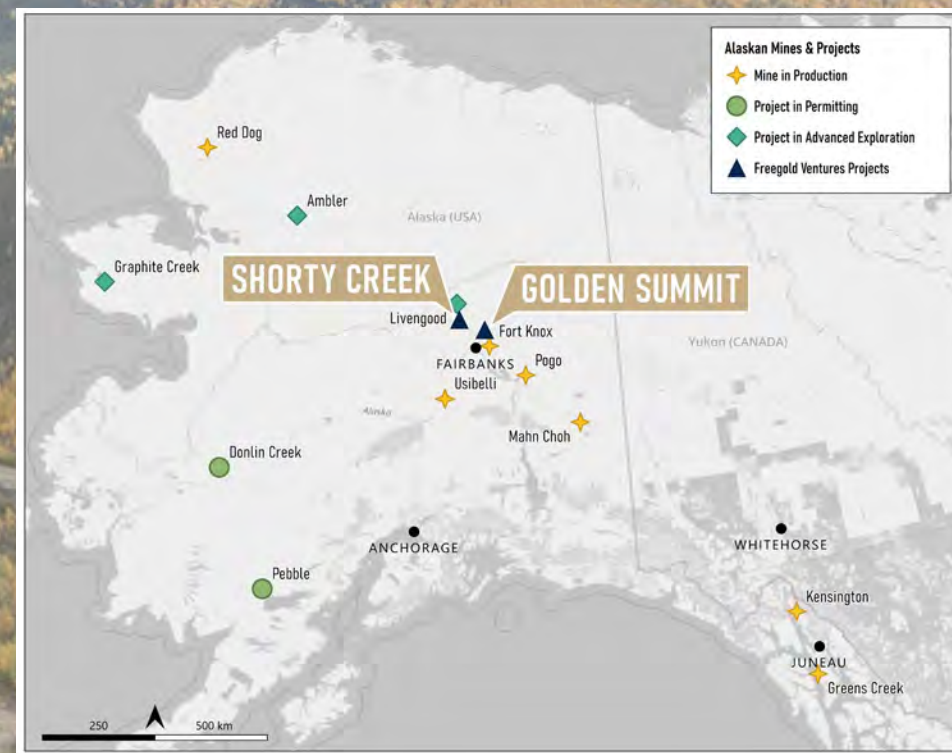 Alaskan Mines & Projects
Mine in Production
Project in Permitting
Project in Advanced Exploration
Freegold Ventures Projects
Red Dog
Ambler
Alaska (USA)
Graphite Creek
SHORTY CREEK
GOLDEN SUMMIT
Livengood
Fort Knox
Yukon (CANADA)
FAIRBANKS
Pogo
Usibelli
Alaska
Mahn Choh
Donlin Creek
ANCHORAGE
WHITEHORSE
Pebble
Kensington
JUNEAU
Greens Creek
250
500 km